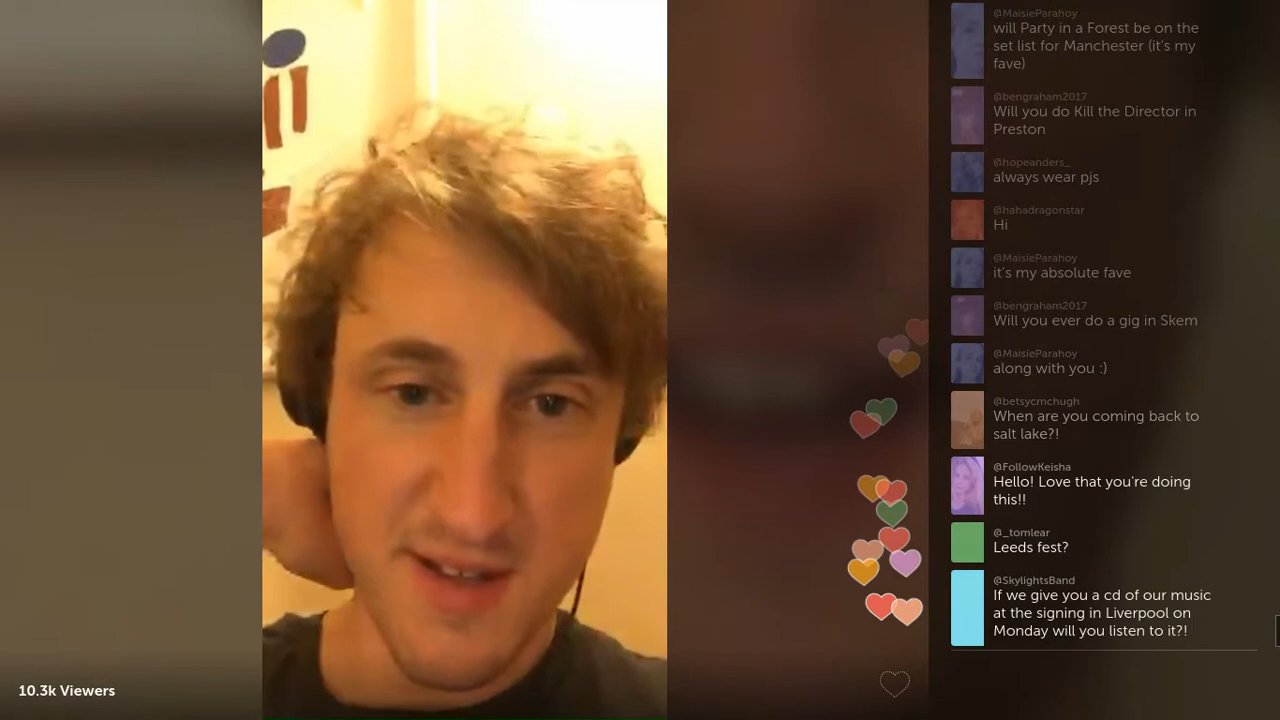 @MaisieParahoy
will Party in a Forest be on the
set list for Manchester (it's my
fave)
@bengraham2017
Will you do Kill the Director in
Preston
@hopeanders_
always wear pjs
@hahadragonstar
Hi
@MaisieParahoy
it's my absolute fave
@bengraham2017
Will you ever do a gig in Skem
@MaisieParahoy
along with you :)
@betsycmchugh
When are you coming back to
salt lake?!
@FollowKeisha
Hello! Love that you're doing
this!!
@_tomlear
Leeds fest?
@SkylightsBand
If we give you a cd of our music
at the signing in Liverpool on
Monday will you listen to it?!
10.3k Viewers